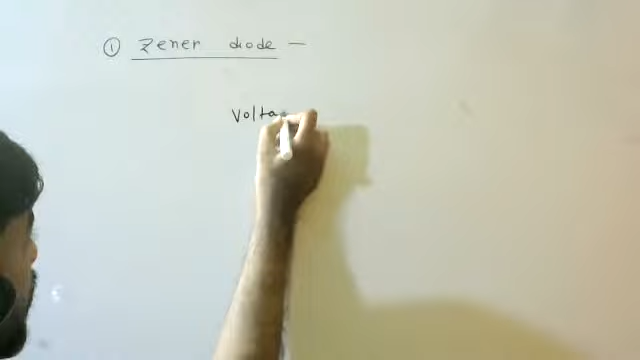 ① Zener diode —
Volta